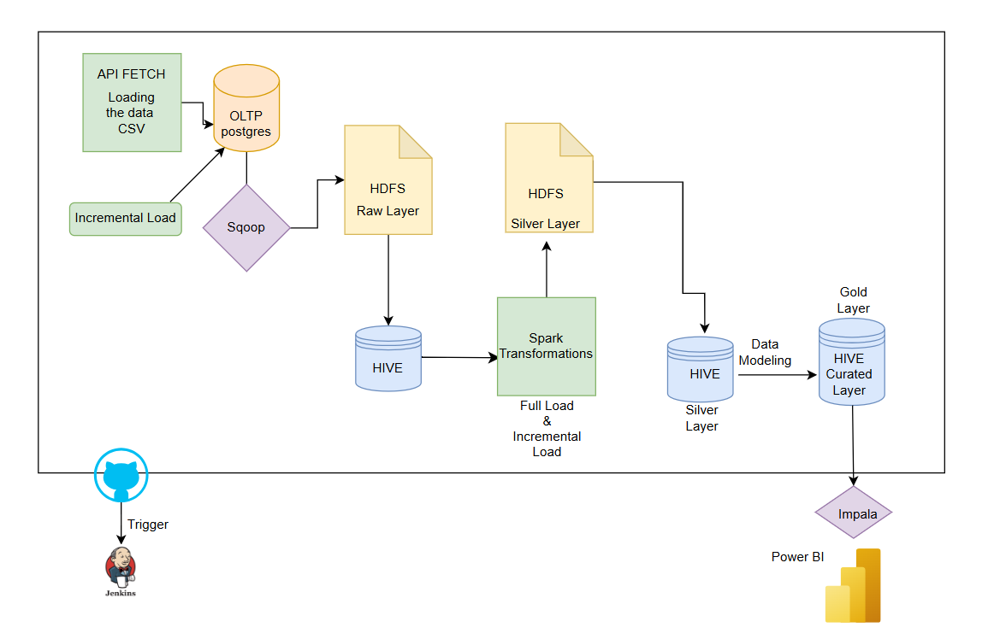 API FETCH
Loading
the data
CSV
OLTP
postgres
Incremental Load
Sqoop
HDFS
Raw Layer
HIVE
HDFS
Silver Layer
Spark
Transformations
Full Load
&
Incremental
Load
HIVE
Silver
Layer
Data
Modeling
Gold
Layer
HIVE
Curated
Layer
Trigger
Jenkins
Impala
Power BI